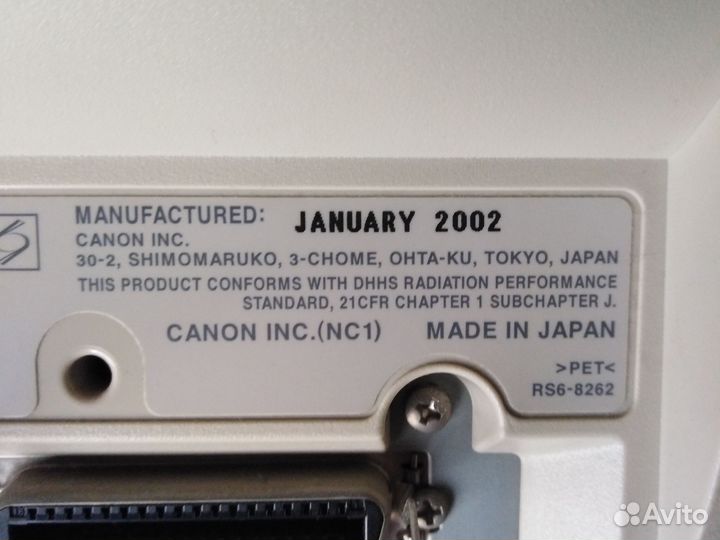 MANUFACTURED: JANUARY 2002
CANON INC.
30-2, SHIMOMARUKO, 3-CHOME, OHTA-KU, TOKYO, JAPAN
THIS PRODUCT CONFORMS WITH DHHS RADIATION PERFORMANCE
STANDARD, 21CFR CHAPTER 1 SUBCHAPTER J.
CANON INC.(NC1) MADE IN JAPAN
>PET<
RS6-8262
Avito